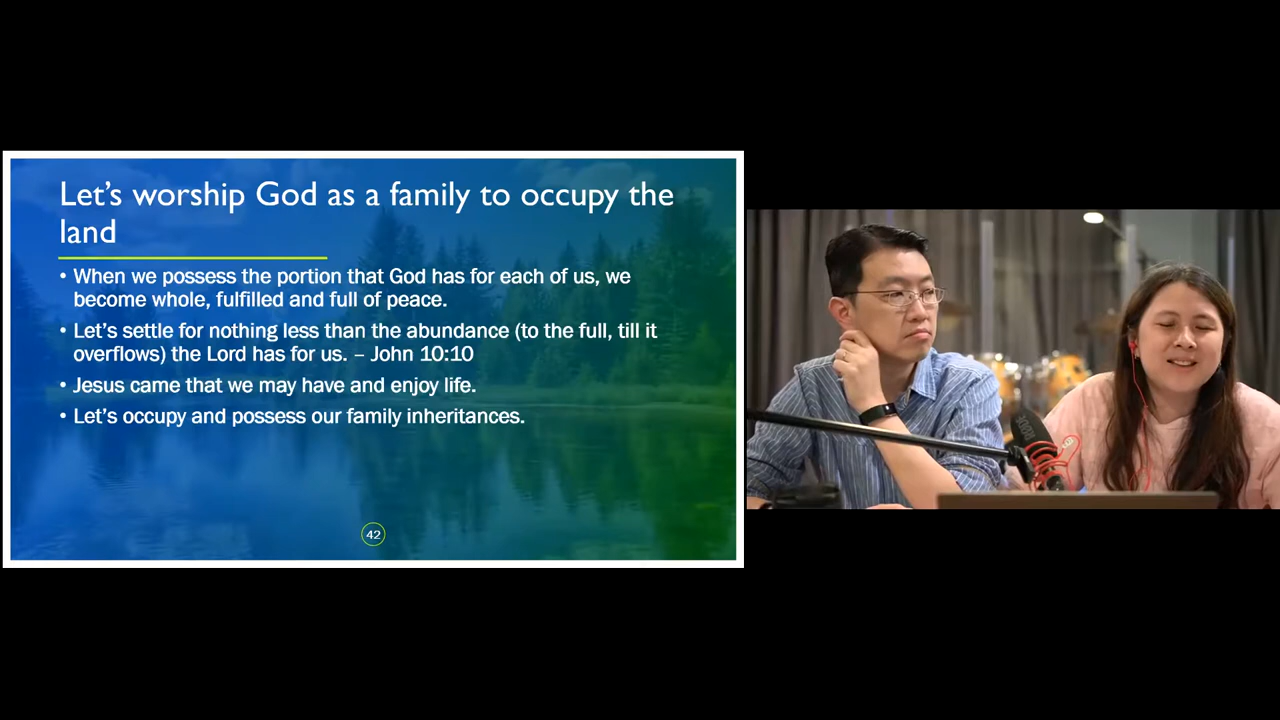 Let's worship God as a family to occupy the
land
• When we possess the portion that God has for each of us, we
become whole, fulfilled and full of peace.
• Let's settle for nothing less than the abundance (to the full, till it
overflows) the Lord has for us. – John 10:10
• Jesus came that we may have and enjoy life.
• Let's occupy and possess our family inheritances.
42
RODE